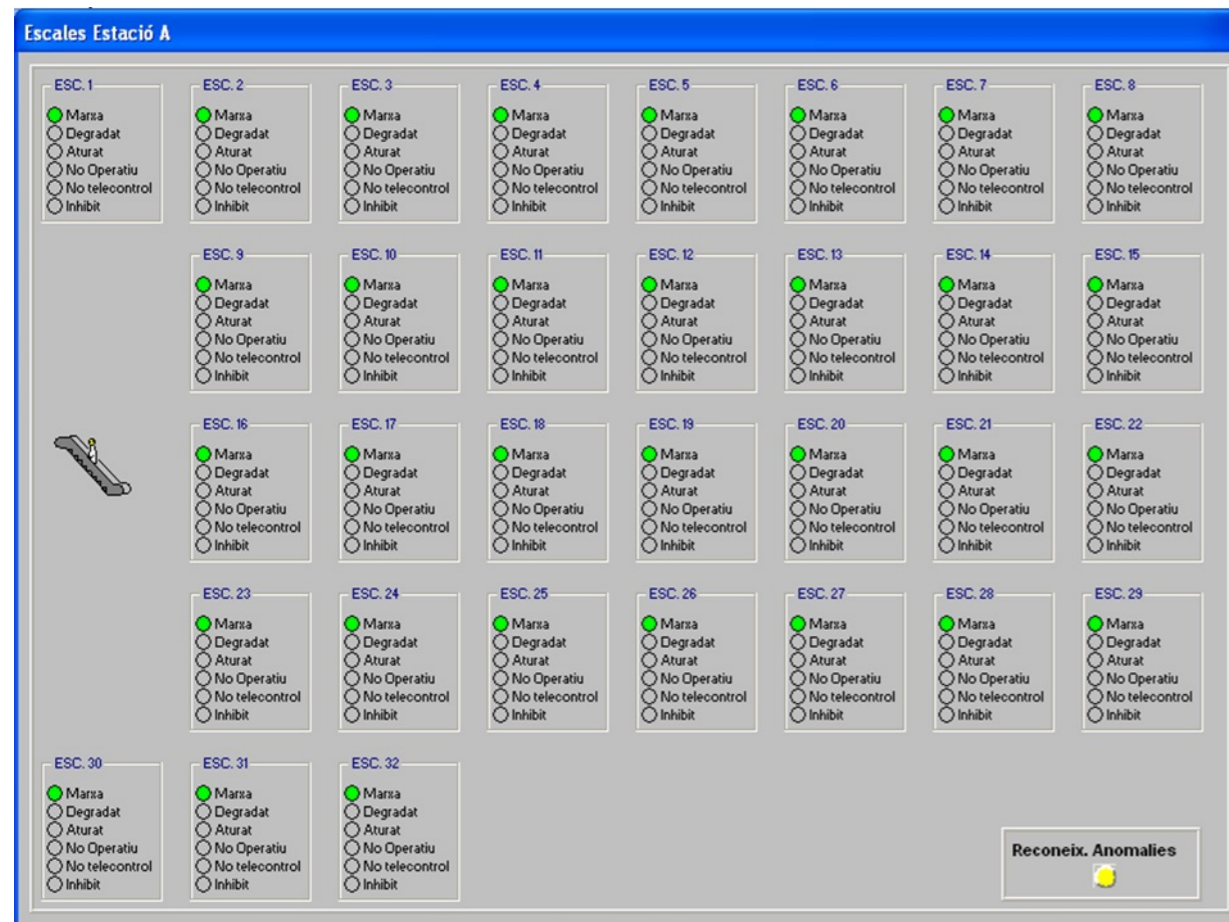 Escales Estació A
ESC. 1
Marxa
Degradat
Aturat
No Operatiu
No telecontrol
Inhibit
ESC. 2
Marxa
Degradat
Aturat
No Operatiu
No telecontrol
Inhibit
ESC. 3
Marxa
Degradat
Aturat
No Operatiu
No telecontrol
Inhibit
ESC. 4
Marxa
Degradat
Aturat
No Operatiu
No telecontrol
Inhibit
ESC. 5
Marxa
Degradat
Aturat
No Operatiu
No telecontrol
Inhibit
ESC. 6
Marxa
Degradat
Aturat
No Operatiu
No telecontrol
Inhibit
ESC. 7
Marxa
Degradat
Aturat
No Operatiu
No telecontrol
Inhibit
ESC. 8
Marxa
Degradat
Aturat
No Operatiu
No telecontrol
Inhibit
ESC. 9
Marxa
Degradat
Aturat
No Operatiu
No telecontrol
Inhibit
ESC. 10
Marxa
Degradat
Aturat
No Operatiu
No telecontrol
Inhibit
ESC. 11
Marxa
Degradat
Aturat
No Operatiu
No telecontrol
Inhibit
ESC. 12
Marxa
Degradat
Aturat
No Operatiu
No telecontrol
Inhibit
ESC. 13
Marxa
Degradat
Aturat
No Operatiu
No telecontrol
Inhibit
ESC. 14
Marxa
Degradat
Aturat
No Operatiu
No telecontrol
Inhibit
ESC. 15
Marxa
Degradat
Aturat
No Operatiu
No telecontrol
Inhibit
ESC. 16
Marxa
Degradat
Aturat
No Operatiu
No telecontrol
Inhibit
ESC. 17
Marxa
Degradat
Aturat
No Operatiu
No telecontrol
Inhibit
ESC. 18
Marxa
Degradat
Aturat
No Operatiu
No telecontrol
Inhibit
ESC. 19
Marxa
Degradat
Aturat
No Operatiu
No telecontrol
Inhibit
ESC. 20
Marxa
Degradat
Aturat
No Operatiu
No telecontrol
Inhibit
ESC. 21
Marxa
Degradat
Aturat
No Operatiu
No telecontrol
Inhibit
ESC. 22
Marxa
Degradat
Aturat
No Operatiu
No telecontrol
Inhibit
ESC. 23
Marxa
Degradat
Aturat
No Operatiu
No telecontrol
Inhibit
ESC. 24
Marxa
Degradat
Aturat
No Operatiu
No telecontrol
Inhibit
ESC. 25
Marxa
Degradat
Aturat
No Operatiu
No telecontrol
Inhibit
ESC. 26
Marxa
Degradat
Aturat
No Operatiu
No telecontrol
Inhibit
ESC. 27
Marxa
Degradat
Aturat
No Operatiu
No telecontrol
Inhibit
ESC. 28
Marxa
Degradat
Aturat
No Operatiu
No telecontrol
Inhibit
ESC. 29
Marxa
Degradat
Aturat
No Operatiu
No telecontrol
Inhibit
ESC. 30
Marxa
Degradat
Aturat
No Operatiu
No telecontrol
Inhibit
ESC. 31
Marxa
Degradat
Aturat
No Operatiu
No telecontrol
Inhibit
ESC. 32
Marxa
Degradat
Aturat
No Operatiu
No telecontrol
Inhibit
Reconeix. Anomalies